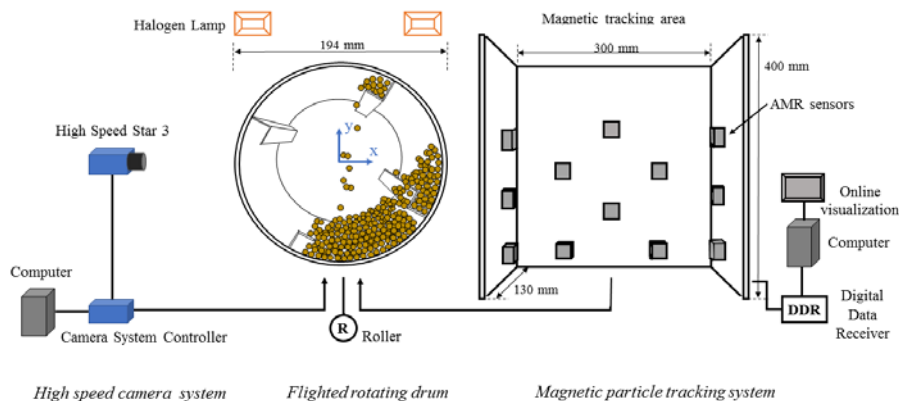 Halogen Lamp
194 mm
Magnetic tracking area
300 mm
400 mm
AMR sensors
High Speed Star 3
y
x
Online
visualization
Computer
Computer
130 mm
DDR
Digital
Data
Receiver
Camera System Controller
R
Roller
High speed camera system
Flighted rotating drum
Magnetic particle tracking system